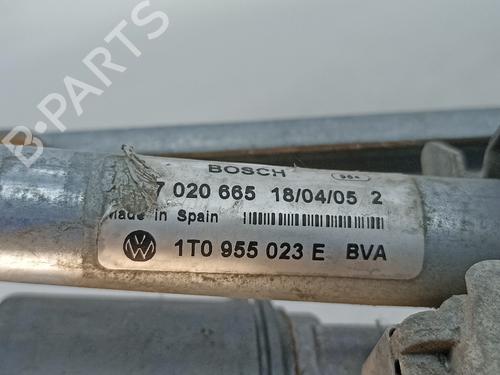 B-PARTS
BOSCH
7 020 665 18/04/05 2
Made in Spain
1T0 955 023 E BVA